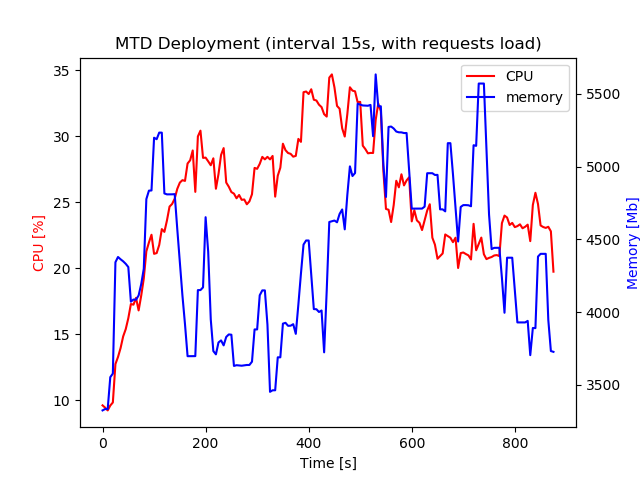 MTD Deployment (interval 15s, with requests load)
CPU
memory
35
30
25
20
15
10
CPU [%]
5500
5000
4500
4000
3500
Memory [Mb]
0
200
400
600
800
Time [s]